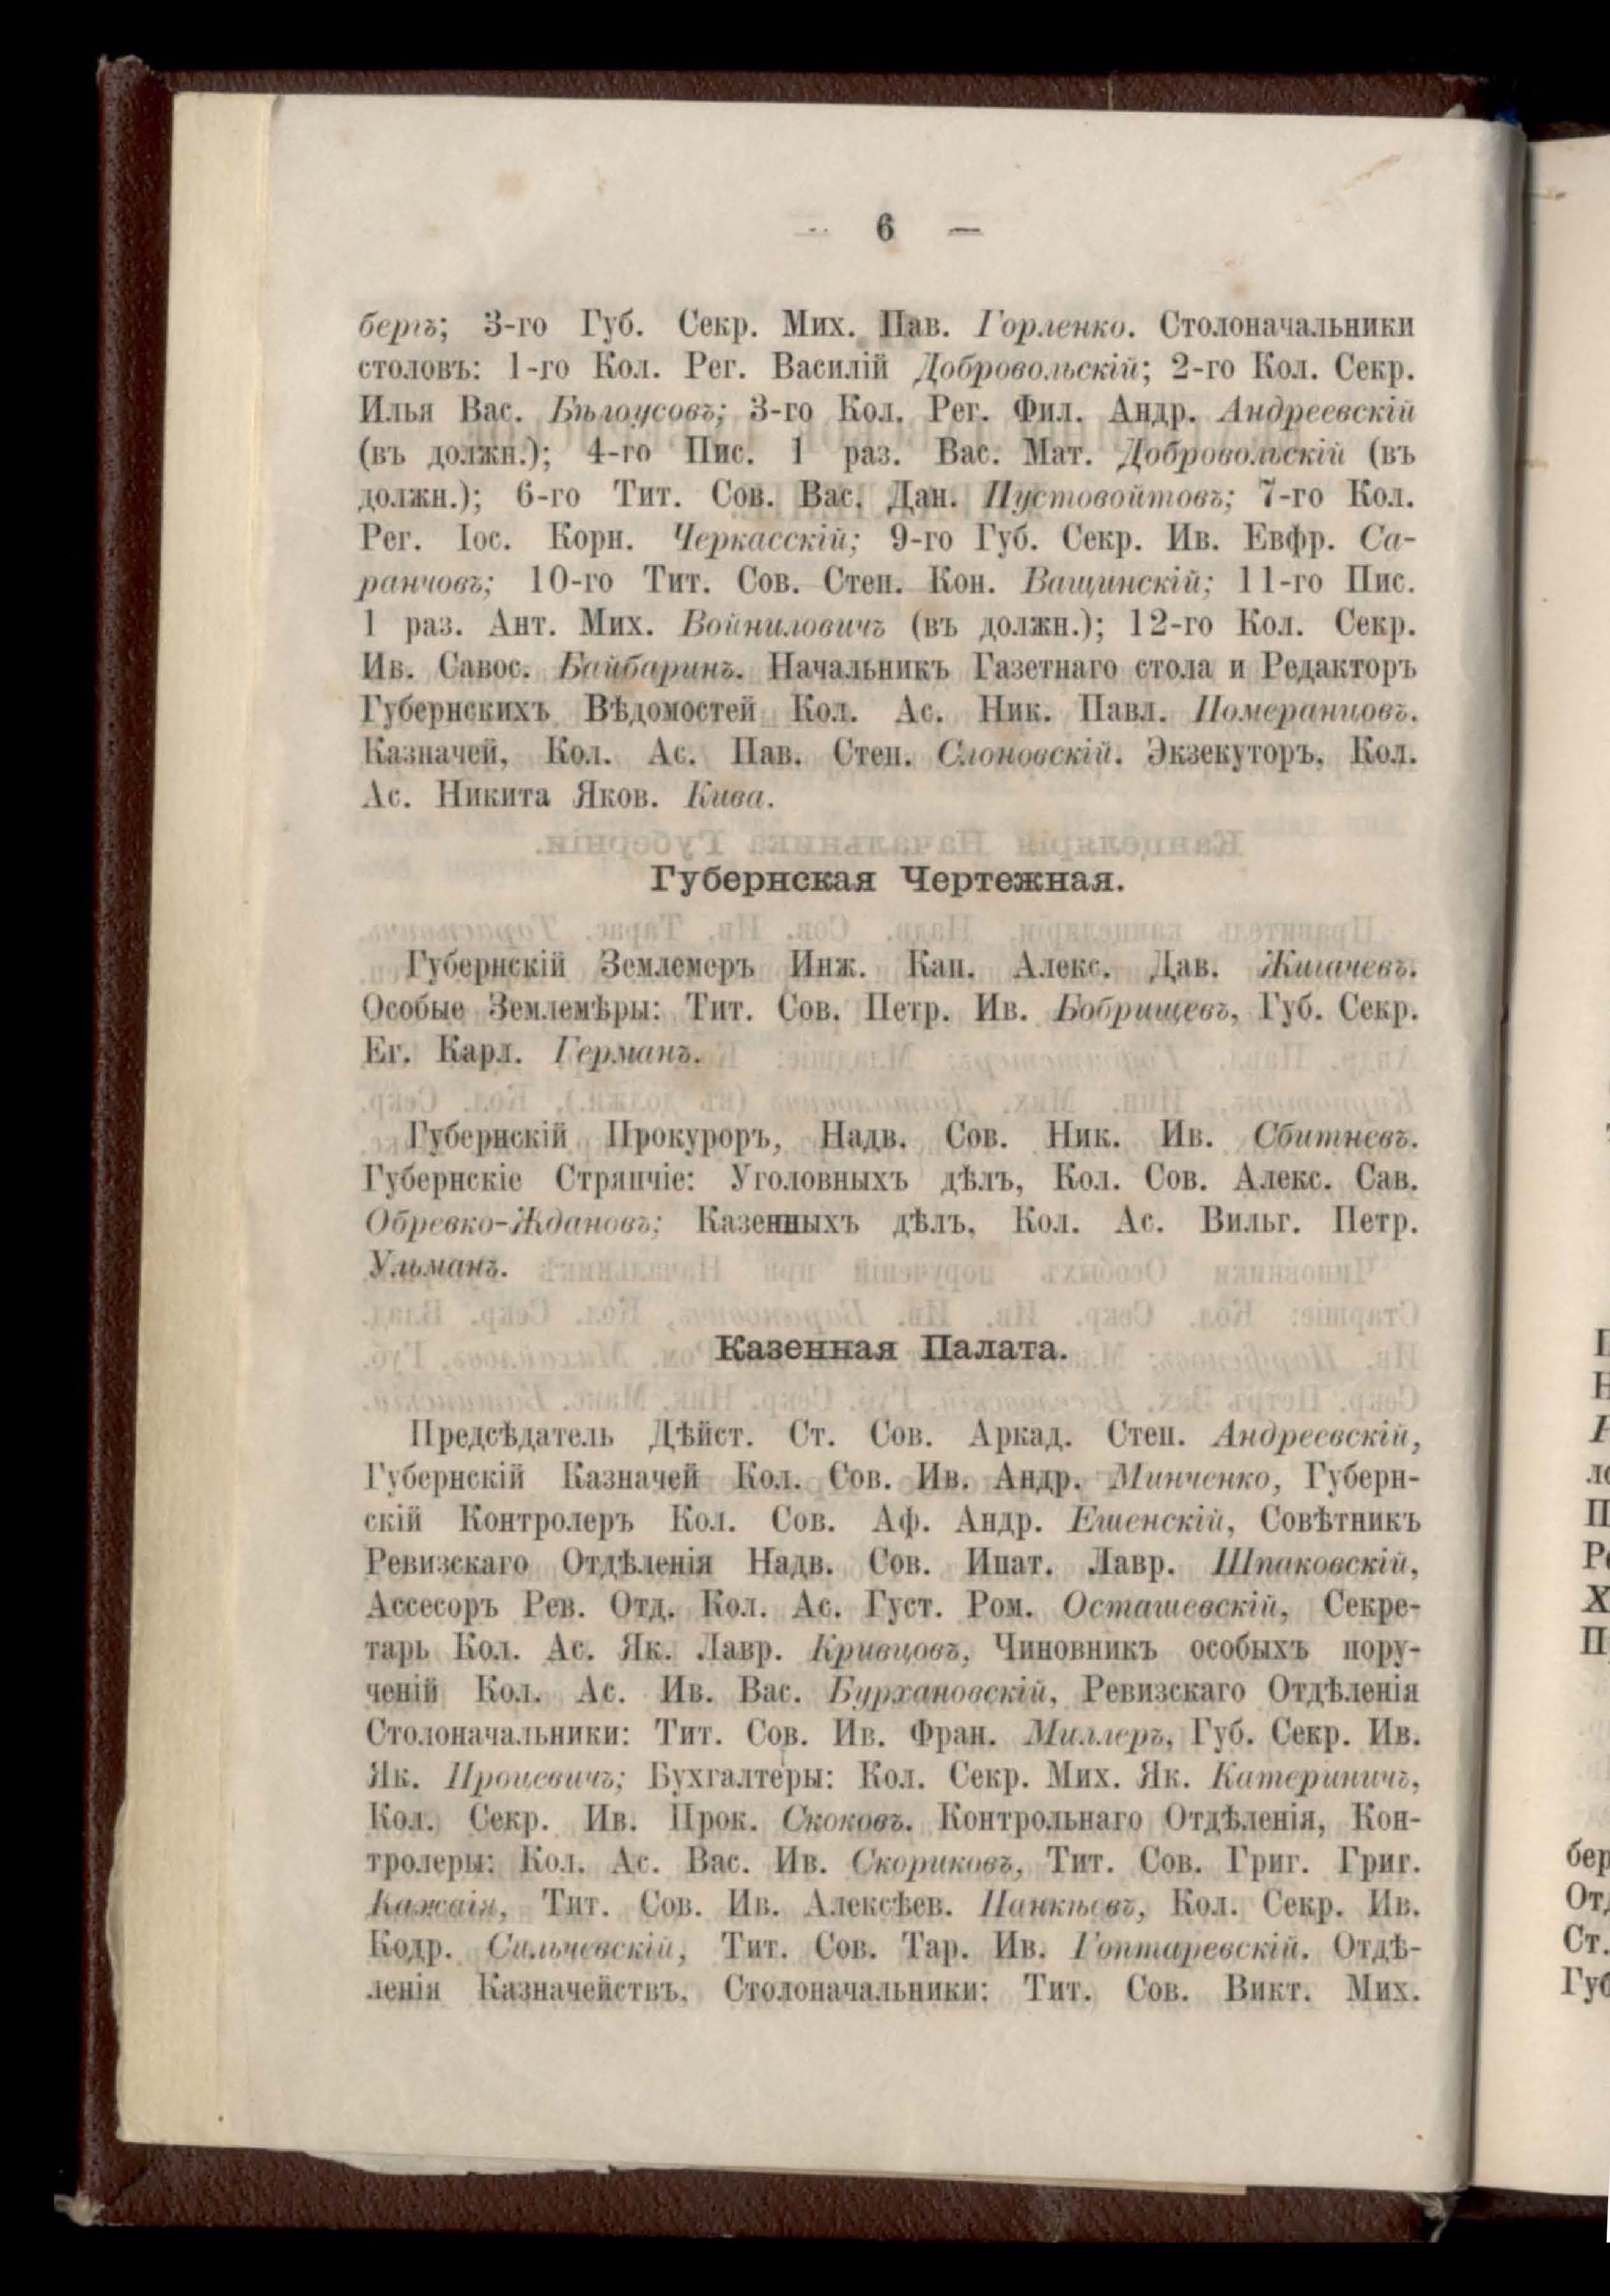 — 6 —
бергъ; 3-го Губ. Секр. Мих. Пав. Горленко. Столоначальники
столовъ: 1-го Кол. Рег. Василій Добровольскій; 2-го Кол. Секр.
Илья Вас. Бѣлоусовъ; 3-го Кол. Рег. Фил. Андр. Андреевскій
(въ должн.); 4-го Пис. 1 раз. Вас. Мат. Добровольскій (въ
должн.); 6-го Тит. Сов. Вас. Дан. Пустовойтовъ; 7-го Кол.
Рег. Іос. Корн. Черкасскій; 9-го Губ. Секр. Ив. Евфр. Са-
ранчовъ; 10-го Тит. Сов. Степ. Кон. Ващинскій; 11-го Пис.
1 раз. Ант. Мих. Войниловичъ (въ должн.); 12-го Кол. Секр.
Ив. Савос. Байбаринъ. Начальникъ Газетнаго стола и Редакторъ
Губернскихъ Вѣдомостей Кол. Ас. Ник. Павл. Померанцовъ.
Казначей, Кол. Ас. Пав. Степ. Слоновскій. Экзекуторъ, Кол.
Ас. Никита Яков. Кива.
Губернская Чертежная.
Губернскій Землемеръ Инж. Кап. Алекс. Дав. Жигачевъ.
Особые Землемѣры: Тит. Сов. Петр. Ив. Бобрищевъ, Губ. Секр.
Ег. Карл. Германъ.
Губернскій Прокуроръ, Надв. Сов. Ник. Ив. Сбитневъ.
Губернскіе Стряпчіе: Уголовныхъ дѣлъ, Кол. Сов. Алекс. Сав.
Обревко-Ждановъ; Казенныхъ дѣлъ, Кол. Ас. Вильг. Петр.
Ульманъ.
Казенная Палата.
Предсѣдатель Дѣйст. Ст. Сов. Аркад. Степ. Андреевскій,
Губернскій Казначей Кол. Сов. Ив. Андр. Минченко, Губерн-
скій Контролеръ Кол. Сов. Аф. Андр. Ешенскій, Совѣтникъ
Ревизскаго Отдѣленія Надв. Сов. Ипат. Лавр. Шпаковскій,
Ассесоръ Рев. Отд. Кол. Ас. Густ. Ром. Осташевскій, Секре-
тарь Кол. Ас. Як. Лавр. Кривцовъ, Чиновникъ особыхъ пору-
ченій Кол. Ас. Ив. Вас. Бурхановскій, Ревизскаго Отдѣленія
Столоначальники: Тит. Сов. Ив. Фран. Миллеръ, Губ. Секр. Ив.
Як. Процевичъ; Бухгалтеры: Кол. Секр. Мих. Як. Катериничъ,
Кол. Секр. Ив. Прок. Скоковъ. Контрольнаго Отдѣленія, Кон-
тролеры: Кол. Ас. Вас. Ив. Скориковъ, Тит. Сов. Григ. Григ.
Кажаія, Тит. Сов. Ив. Алексѣев. Панкѣевъ, Кол. Секр. Ив.
Кодр. Сильчевскій, Тит. Сов. Тар. Ив. Гоптаревскій. Отдѣ-
ленія Казначействъ, Столоначальники: Тит. Сов. Викт. Мих.